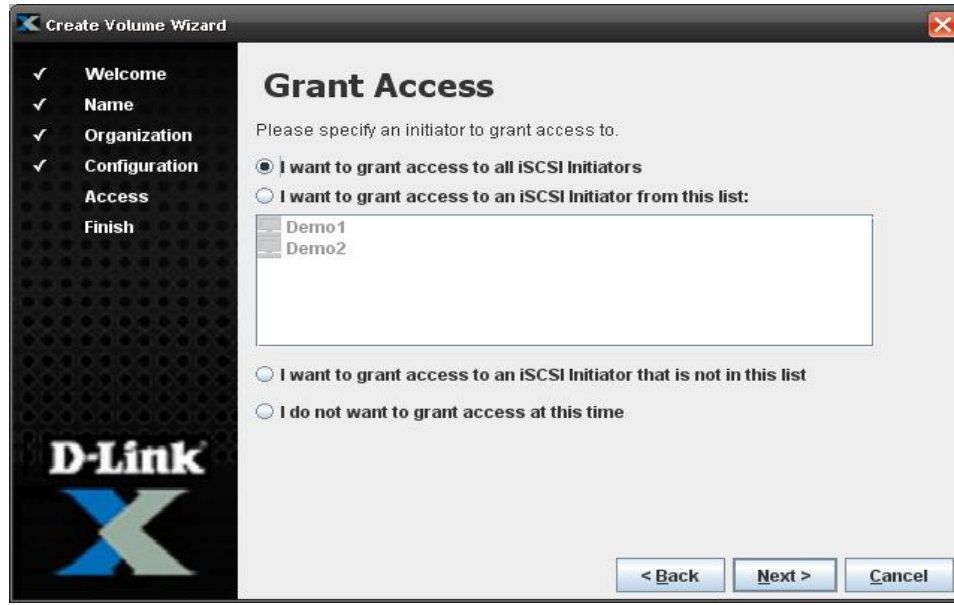 Create Volume Wizard
✓ Welcome
✓ Name
✓ Organization
✓ Configuration
Access
Finish
D-Link
Grant Access
Please specify an initiator to grant access to.
I want to grant access to all iSCSI Initiators
I want to grant access to an iSCSI Initiator from this list:
Demo1
Demo2
I want to grant access to an iSCSI Initiator that is not in this list
I do not want to grant access at this time
< Back
Next >
Cancel